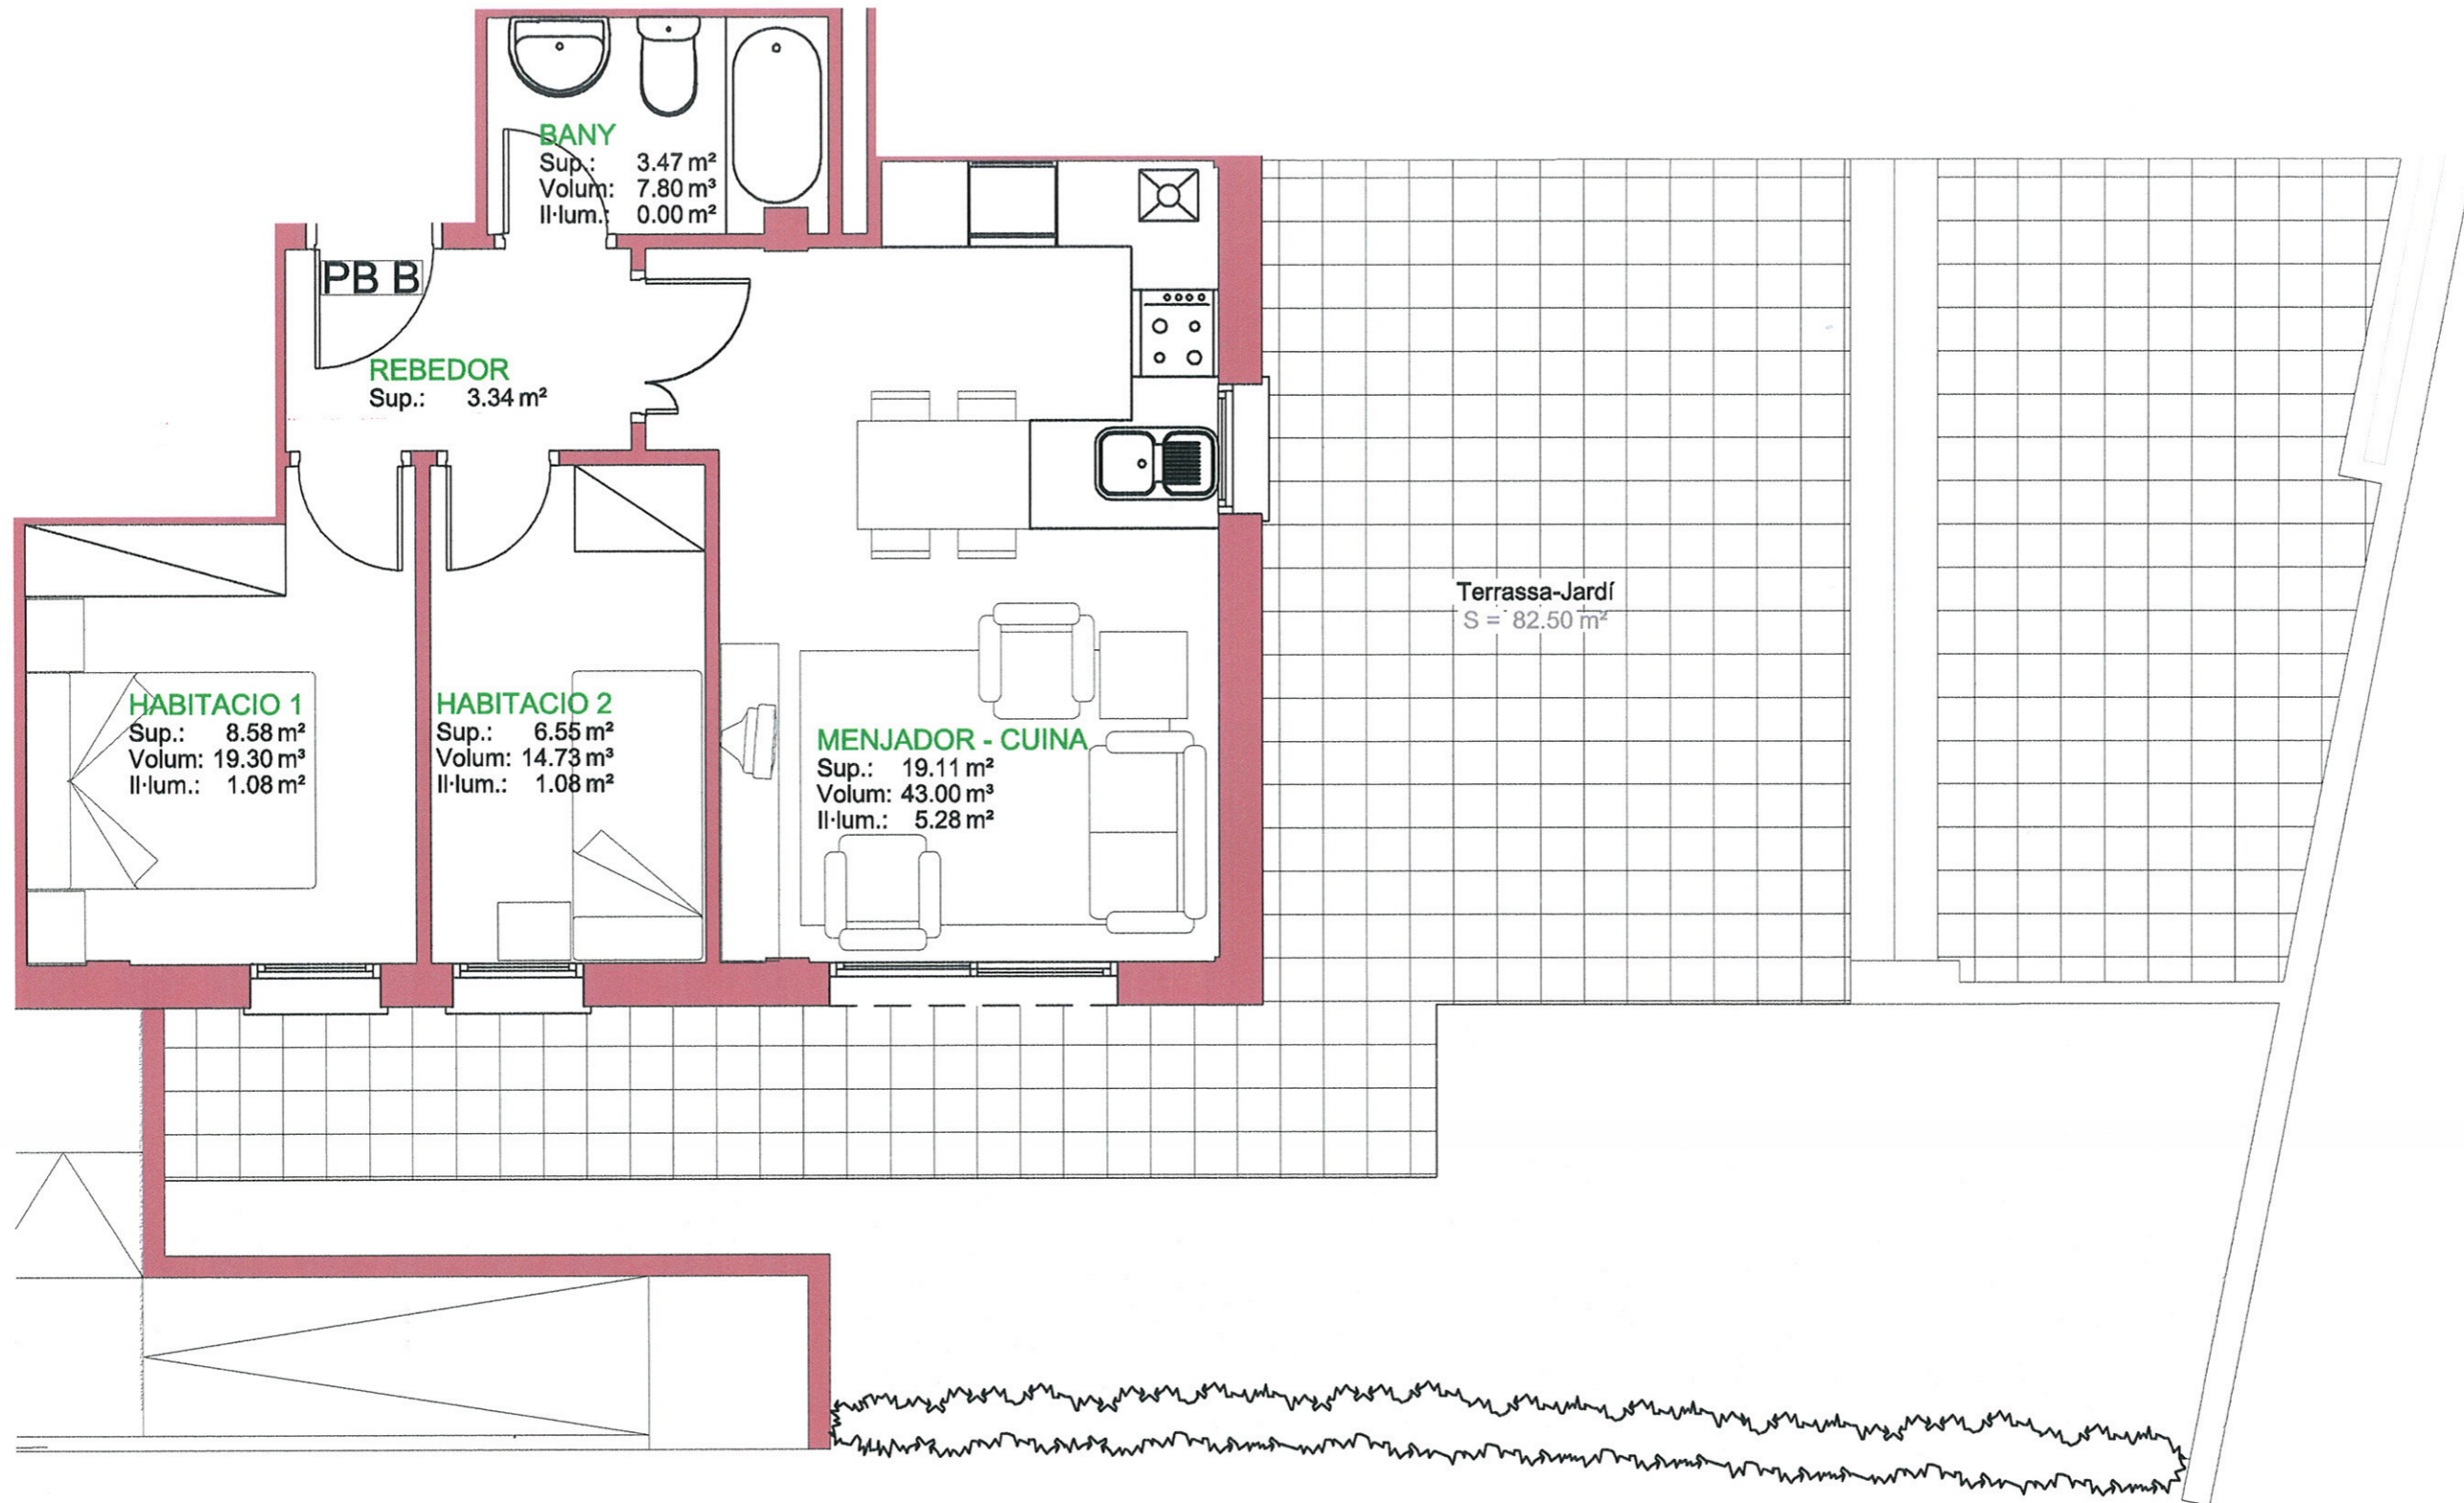 BANY
Sup.: 3.47 m²
Volum: 7.80 m³
Il·lum.: 0.00 m²
PB B
REBEDOR
Sup.: 3.34 m²
Terrassa-Jardí
S = 82.50 m²
HABITACIO 1
Sup.: 8.58 m²
Volum: 19.30 m³
Il·lum.: 1.08 m²
HABITACIO 2
Sup.: 6.55 m²
Volum: 14.73 m³
Il·lum.: 1.08 m²
MENJADOR - CUINA
Sup.: 19.11 m²
Volum: 43.00 m³
Il·lum.: 5.28 m²